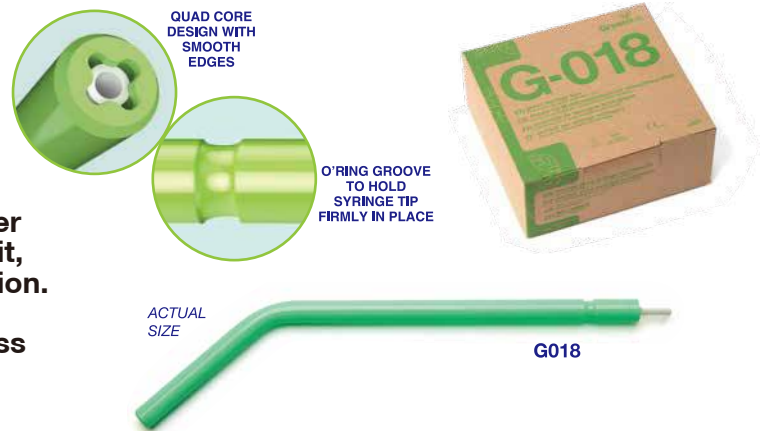 QUAD CORE
DESIGN WITH
SMOOTH
EDGES
G-018
O'RING GROOVE
TO HOLD
SYRINGE TIP
FIRMLY IN PLACE
er
it,
ion.
ss
ACTUAL
SIZE
G018